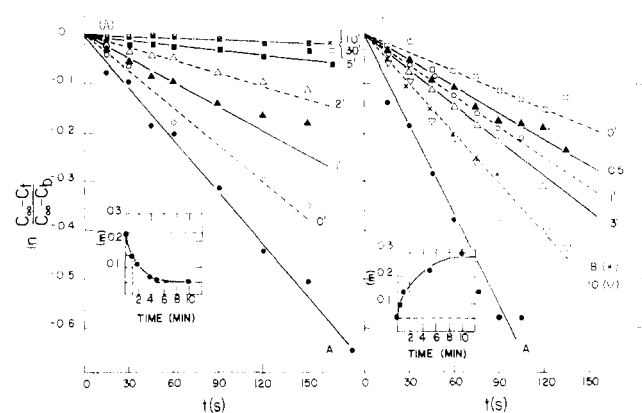 (A)
0
-0.1
-0.2
-0.3
-0.4
-0.5
-0.6
ln (C∞-Ct)/(C∞-Cb)
10'
30'
5'
2'
1'
0'
A
0.3
0.2
0.1
(m)
2 4 6 8 10
TIME (MIN)
0 30 60 90 120 150
t(s)
0'
0.5
1'
3'
8 (x)
10 (▽)
A
0.3
0.2
0.1
(m)
2 4 6 8 10
TIME (MIN)
0 30 60 90 120 150
t(s)